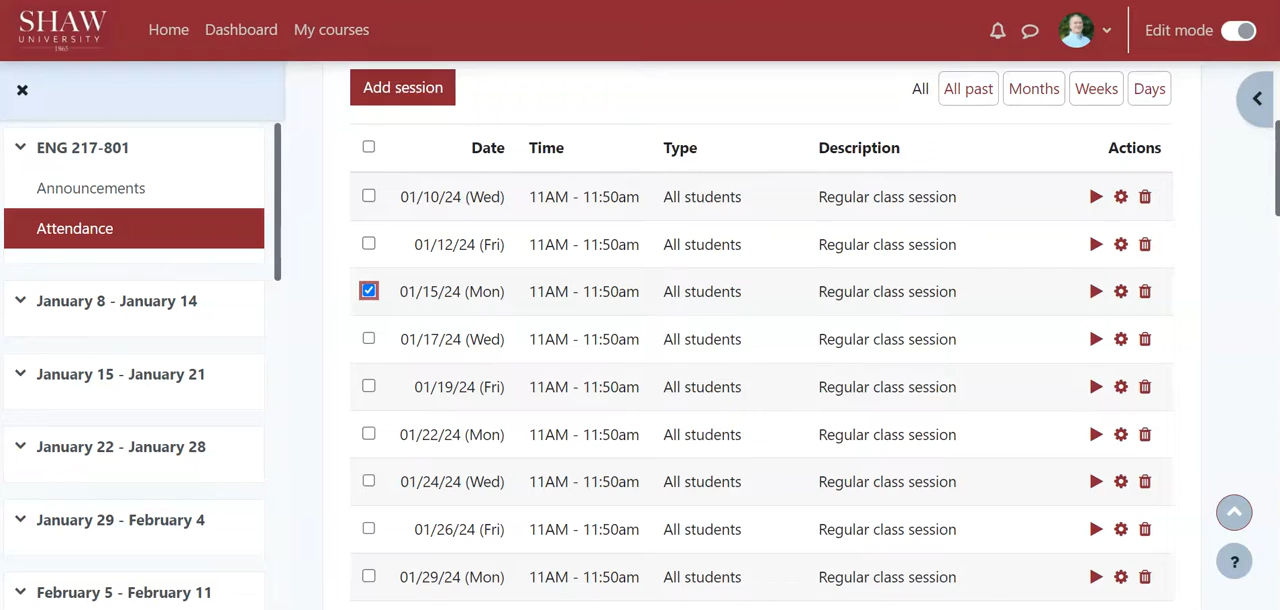 SHAW
UNIVERSITY
1865
Home Dashboard My courses
Edit mode
Add session
All All past Months Weeks Days
ENG 217-801
Announcements
Attendance
January 8 - January 14
January 15 - January 21
January 22 - January 28
January 29 - February 4
February 5 - February 11
Date Time Type Description Actions
01/10/24 (Wed) 11AM - 11:50am All students Regular class session
01/12/24 (Fri) 11AM - 11:50am All students Regular class session
01/15/24 (Mon) 11AM - 11:50am All students Regular class session
01/17/24 (Wed) 11AM - 11:50am All students Regular class session
01/19/24 (Fri) 11AM - 11:50am All students Regular class session
01/22/24 (Mon) 11AM - 11:50am All students Regular class session
01/24/24 (Wed) 11AM - 11:50am All students Regular class session
01/26/24 (Fri) 11AM - 11:50am All students Regular class session
01/29/24 (Mon) 11AM - 11:50am All students Regular class session
?